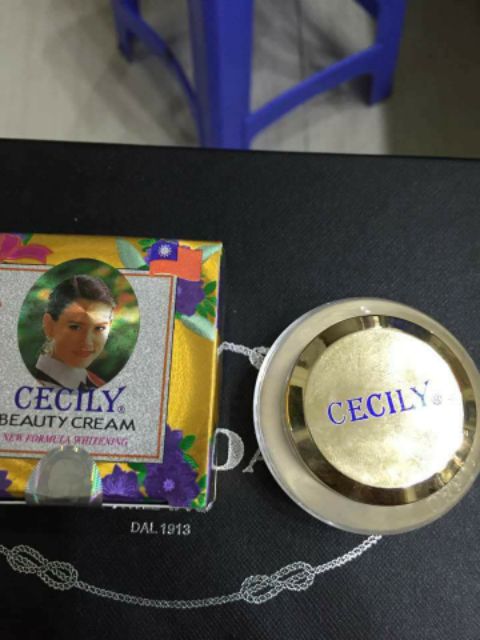 CECILY®
BEAUTY CREAM
NEW FORMULA WHITENING
CECILY®
DAL 1913